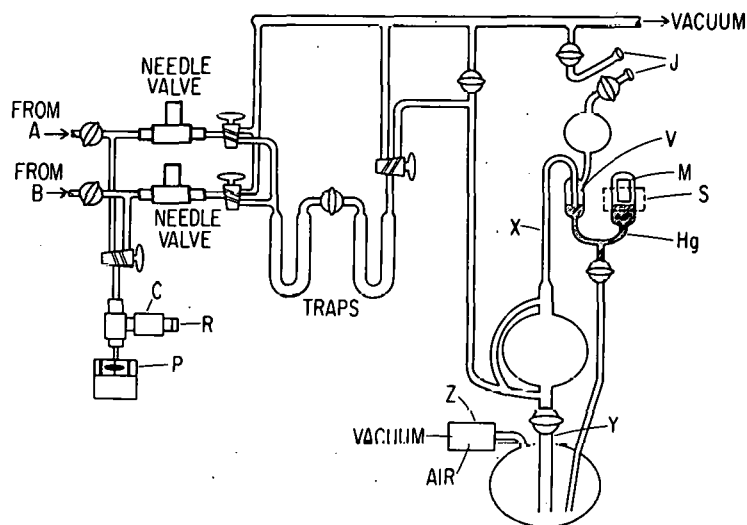 VACUUM
J
NEEDLE
VALVE
FROM
A
V
M
FROM
B
S
X
NEEDLE
VALVE
Hg
TRAPS
C
R
P
Z
Y
VACUUM
AIR